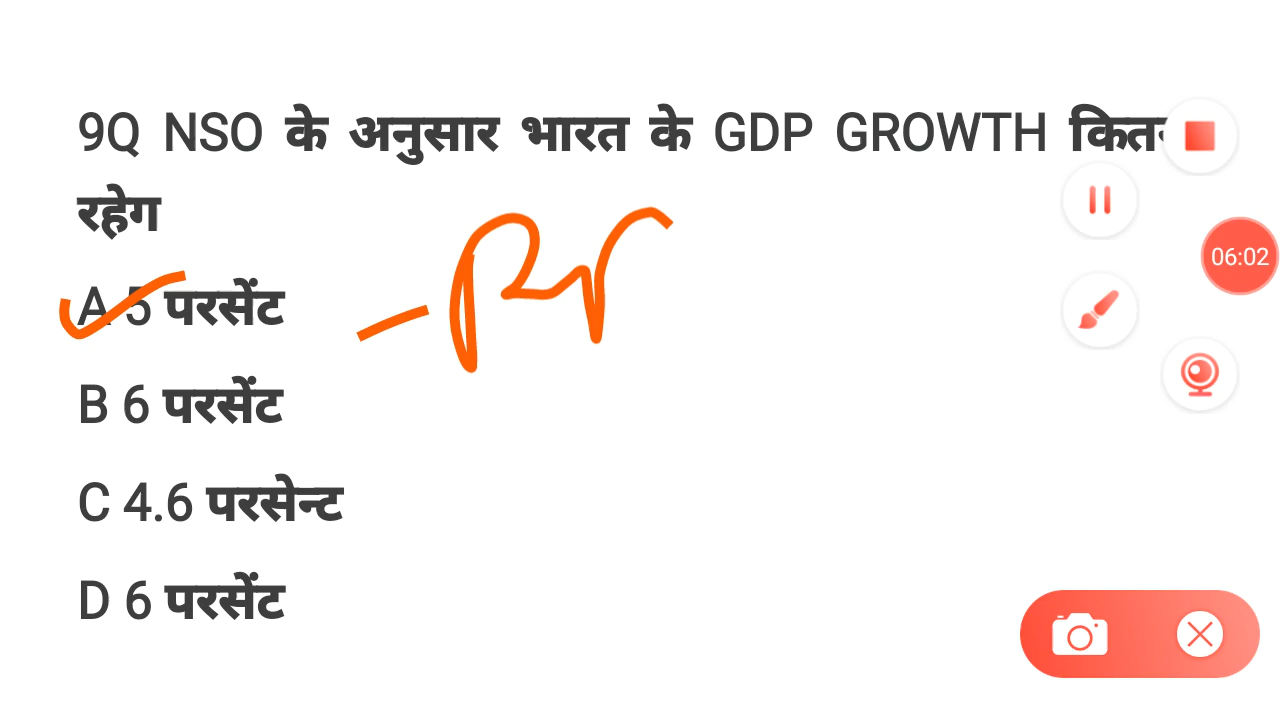 9Q NSO के अनुसार भारत के GDP GROWTH
रहेग
A 5 परसेंट
B 6 परसेंट
C 4.6 परसेन्ट
D 6 परसेंट
06:02